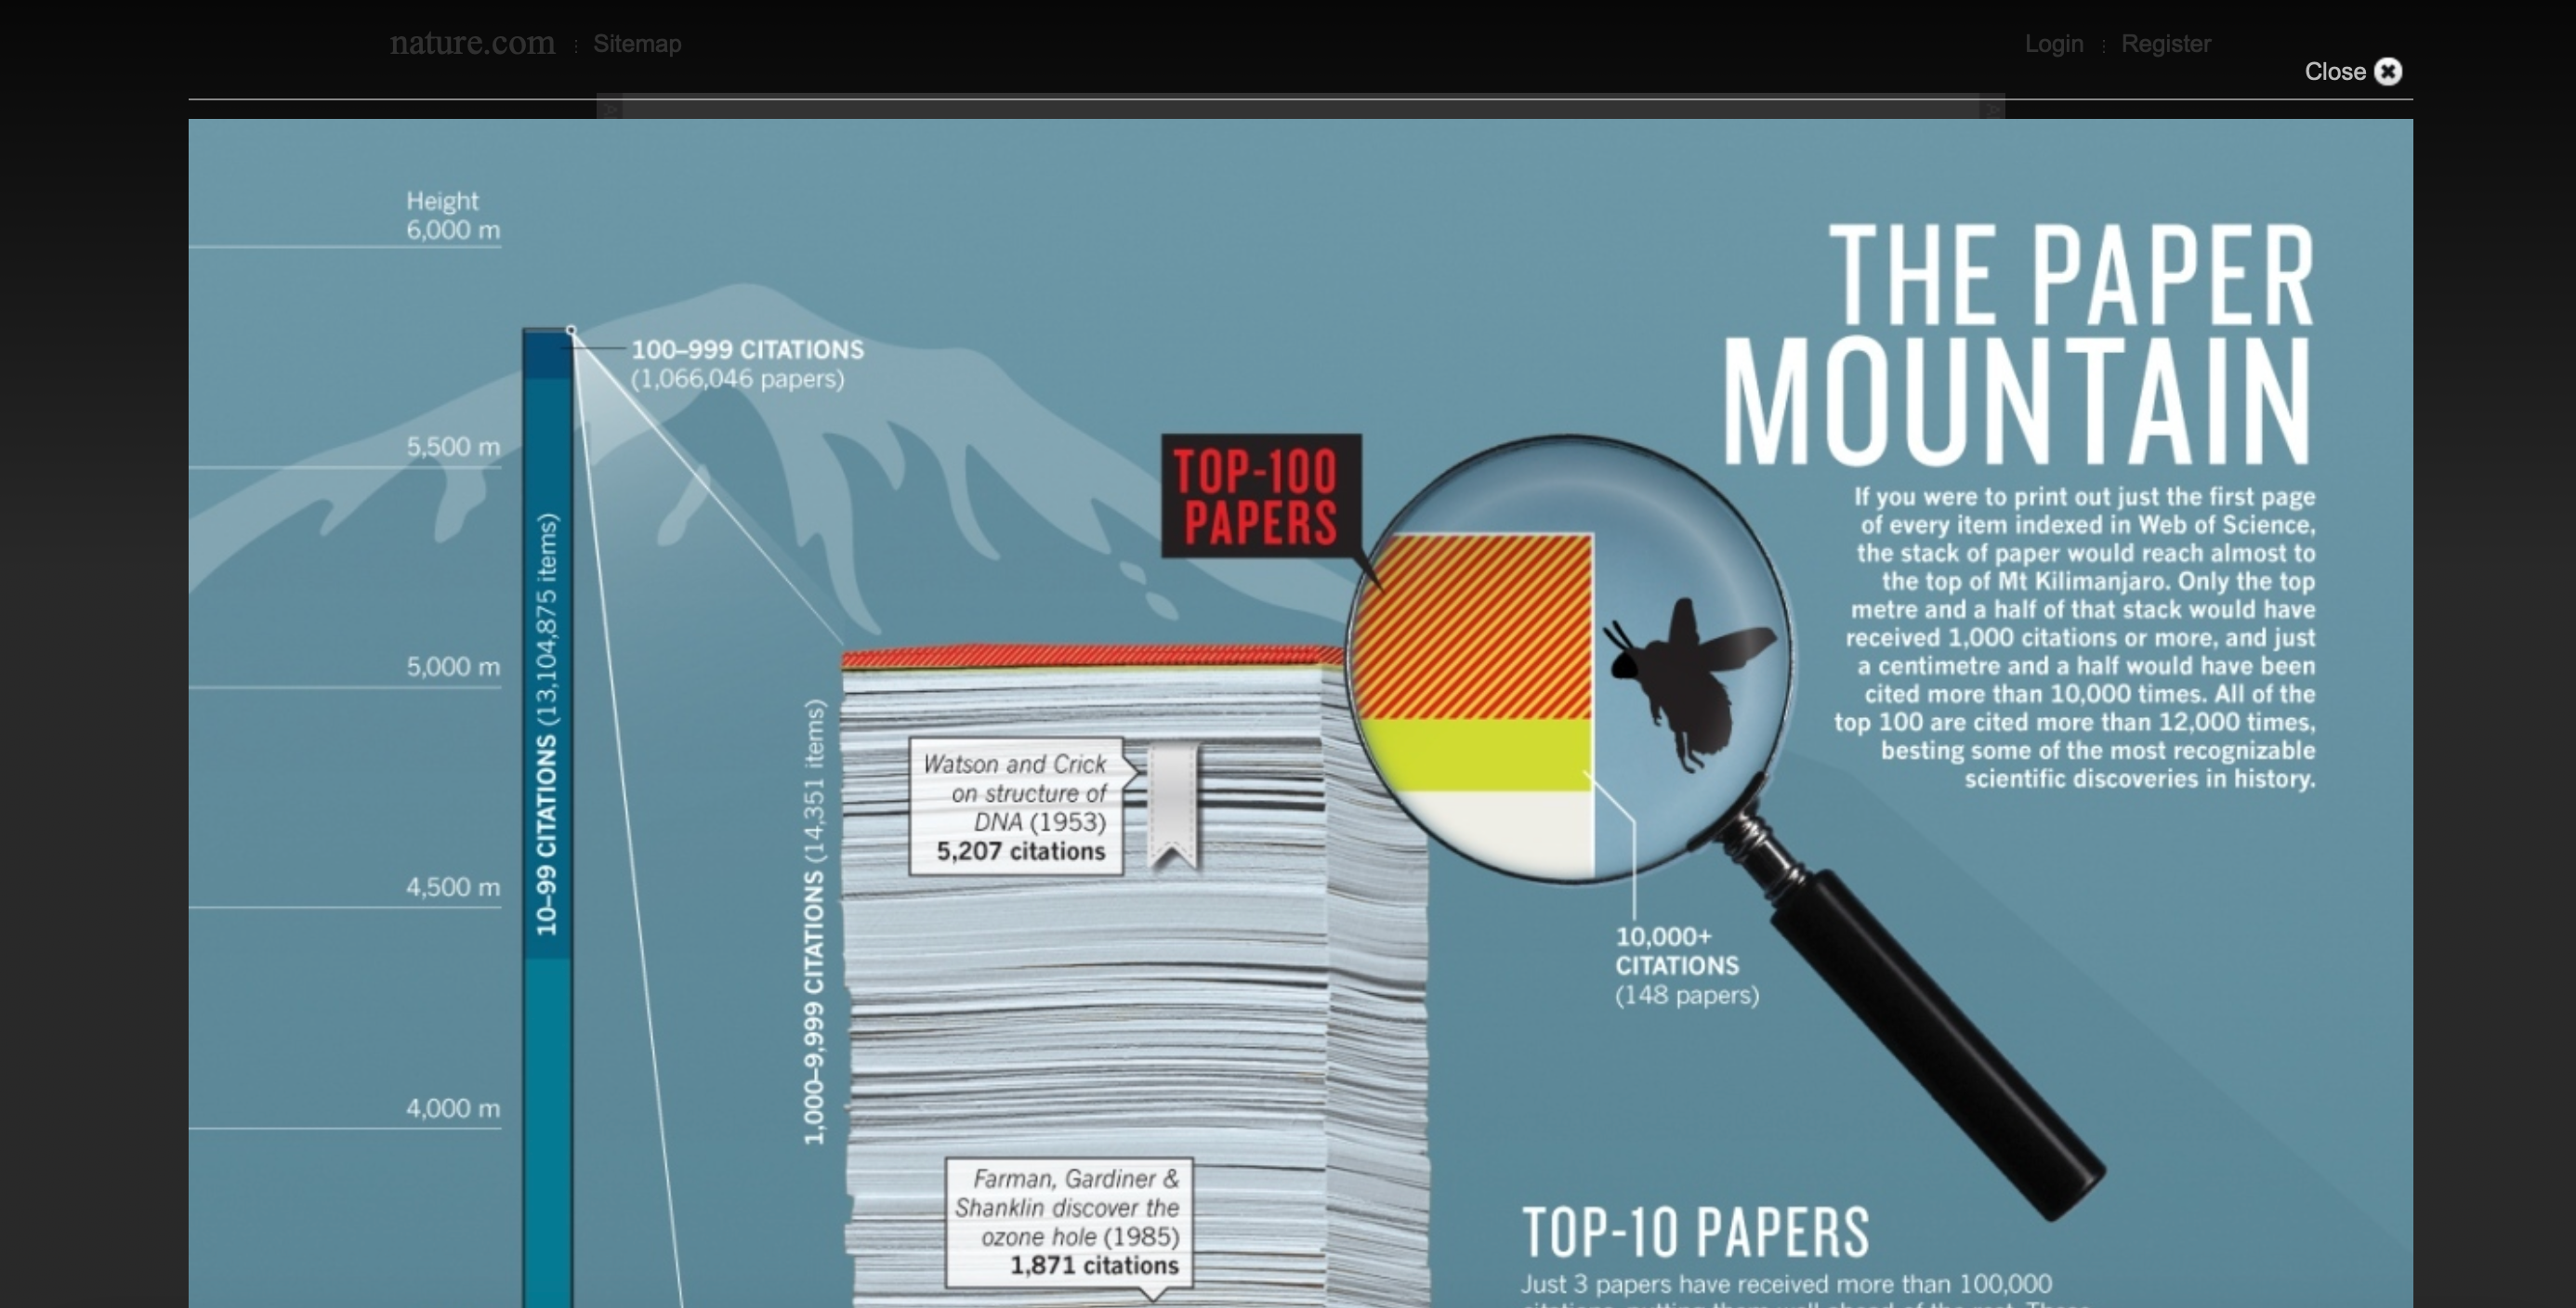 nature.com
Sitemap
Login
Register
Close
Height
6,000 m
5,500 m
5,000 m
4,500 m
4,000 m
100–999 CITATIONS
(1,066,046 papers)
10–99 CITATIONS (13,104,875 items)
1,000–9,999 CITATIONS (14,351 items)
TOP-100
PAPERS
THE PAPER
MOUNTAIN
If you were to print out just the first page
of every item indexed in Web of Science,
the stack of paper would reach almost to
the top of Mt Kilimanjaro. Only the top
metre and a half of that stack would have
received 1,000 citations or more, and just
a centimetre and a half would have been
cited more than 10,000 times. All of the
top 100 are cited more than 12,000 times,
besting some of the most recognizable
scientific discoveries in history.
Watson and Crick
on structure of
DNA (1953)
5,207 citations
10,000+
CITATIONS
(148 papers)
Farman, Gardiner &
Shanklin discover the
ozone hole (1985)
1,871 citations
TOP-10 PAPERS
Just 3 papers have received more than 100,000